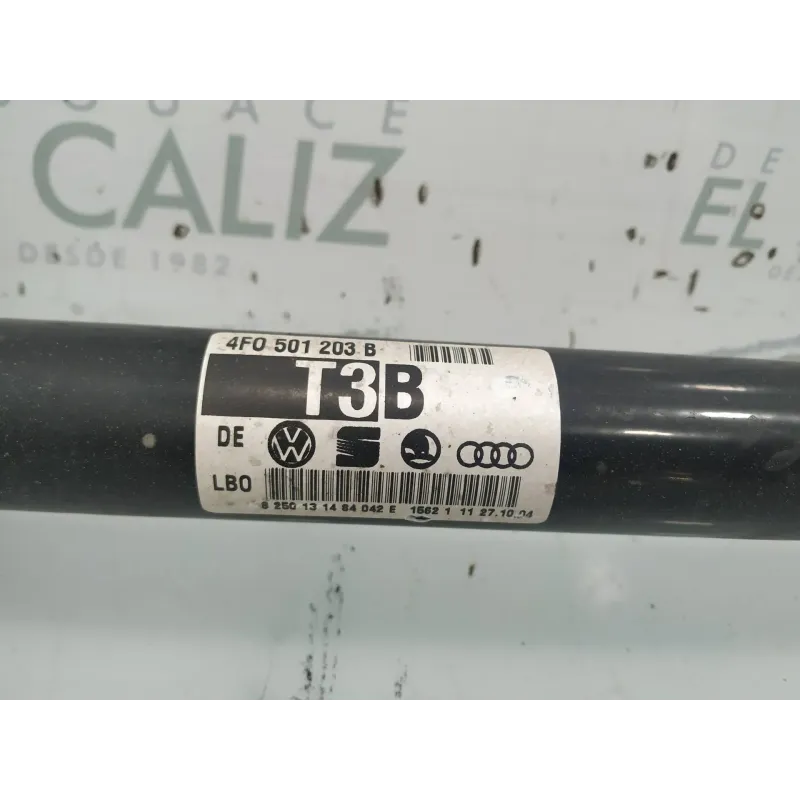 CALIZ
DESDE 1982
DE
EL
4F0 501 203 B
T3B
DE
LBO
8 250 13 14 64 042 E 1562 1 11 27.10.04